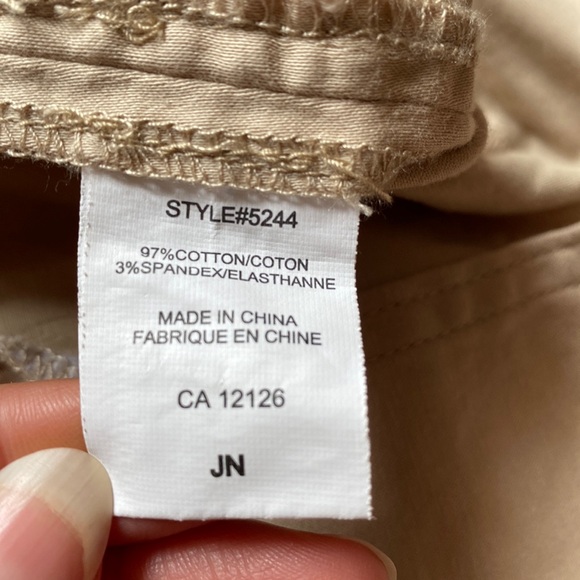 STYLE#5244
97%COTTON/COTON
3%SPANDEX/ELASTHANNE
MADE IN CHINA
FABRIQUE EN CHINE
CA 12126
JN